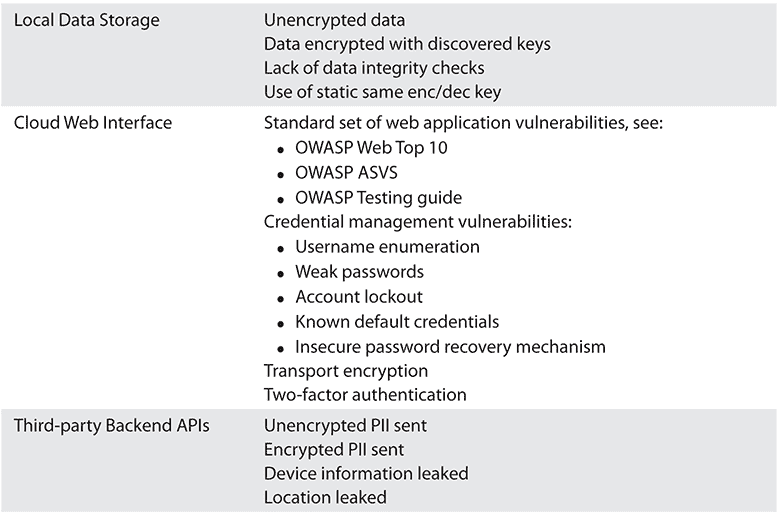 Local Data Storage
Unencrypted data
Data encrypted with discovered keys
Lack of data integrity checks
Use of static same enc/dec key
Cloud Web Interface
Standard set of web application vulnerabilities, see:
• OWASP Web Top 10
• OWASP ASVS
• OWASP Testing guide
Credential management vulnerabilities:
• Username enumeration
• Weak passwords
• Account lockout
• Known default credentials
• Insecure password recovery mechanism
Transport encryption
Two-factor authentication
Third-party Backend APIs
Unencrypted PII sent
Encrypted PII sent
Device information leaked
Location leaked